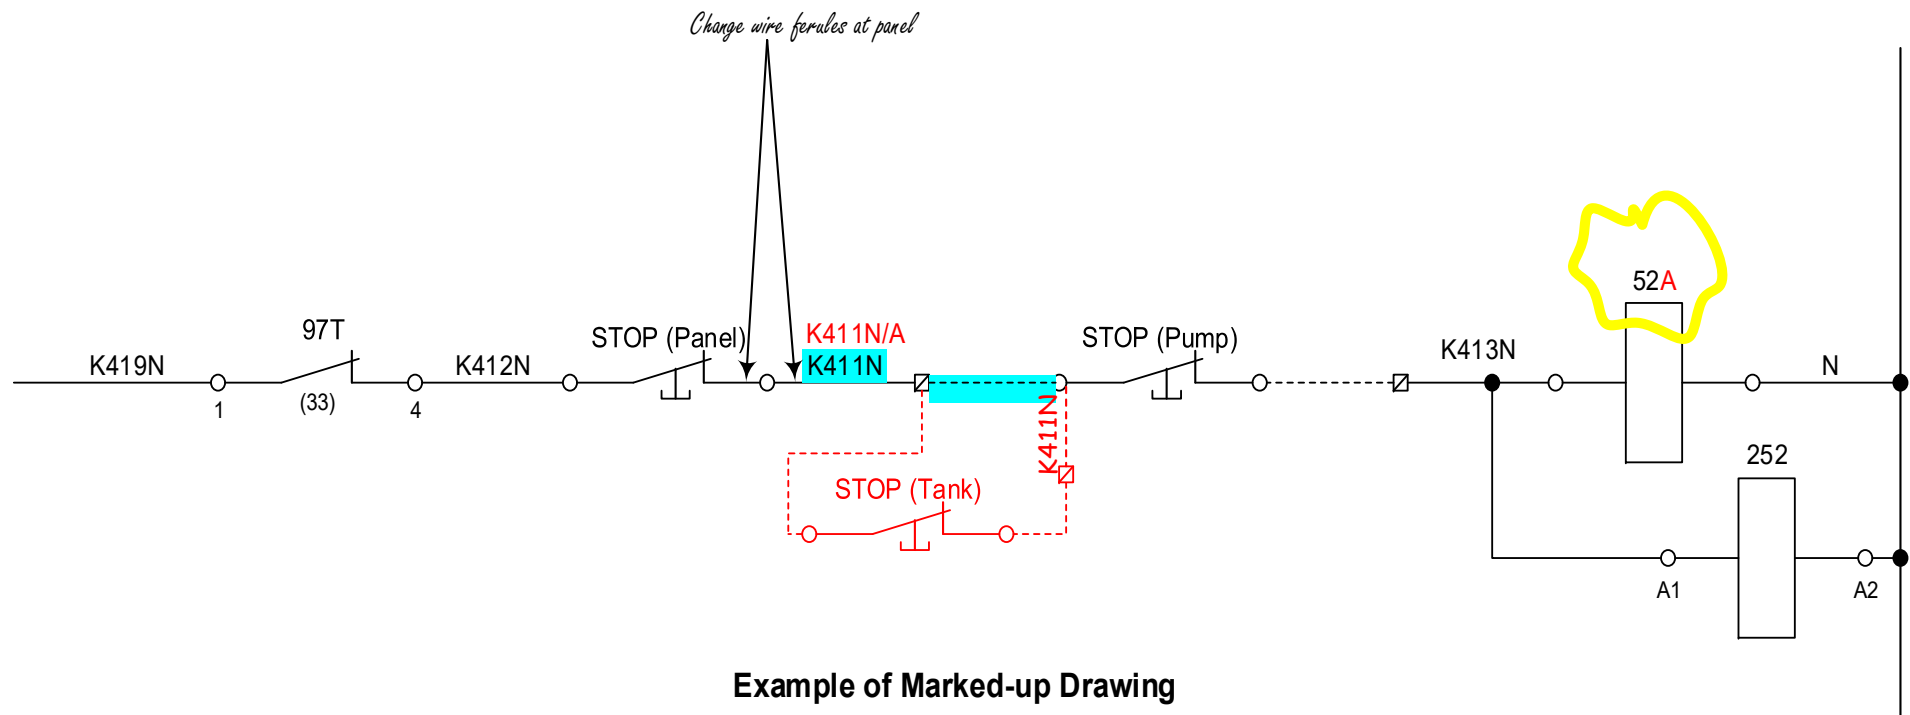 Change wire ferules at panel
52A
97T
STOP (Panel)
K411N/A
STOP (Pump)
K413N
K419N
K412N
K411N
N
(33)
1
4
K411N
252
STOP (Tank)
A1
A2
Example of Marked-up Drawing